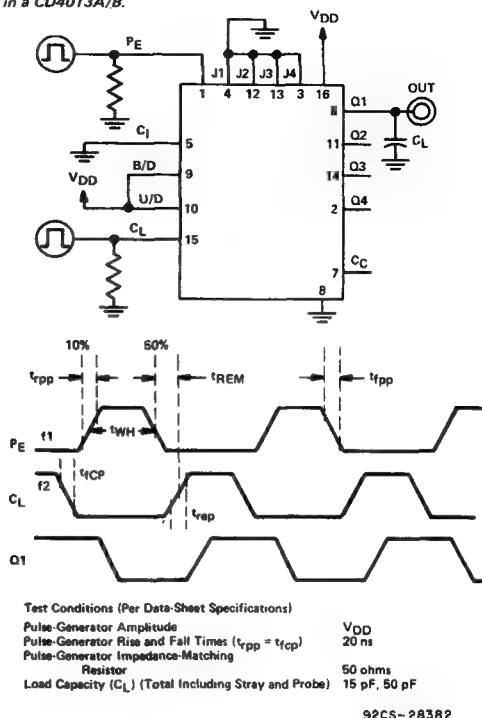 in a CD4013A/B.
PE
VDD
J1 J2 J3 J4
1 4 12 13 3 16
OUT
Q1
CI
5
6
CL
B/D
9
11
Q2
VDD
14
Q3
U/D
10
2
Q4
CL
15
7
CC
8
10%
50%
trpp
tREM
tfpp
PE
f1
tWH
tfCP
CL
f2
trep
Q1
Test Conditions (Per Data-Sheet Specifications)
Pulse-Generator Amplitude VDD
Pulse-Generator Rise and Fall Times (trpp = tfcp) 20 ns
Pulse-Generator Impedance-Matching
Resistor 50 ohms
Load Capacity (CL) (Total Including Stray and Probe) 15 pF, 50 pF
92CS-28382